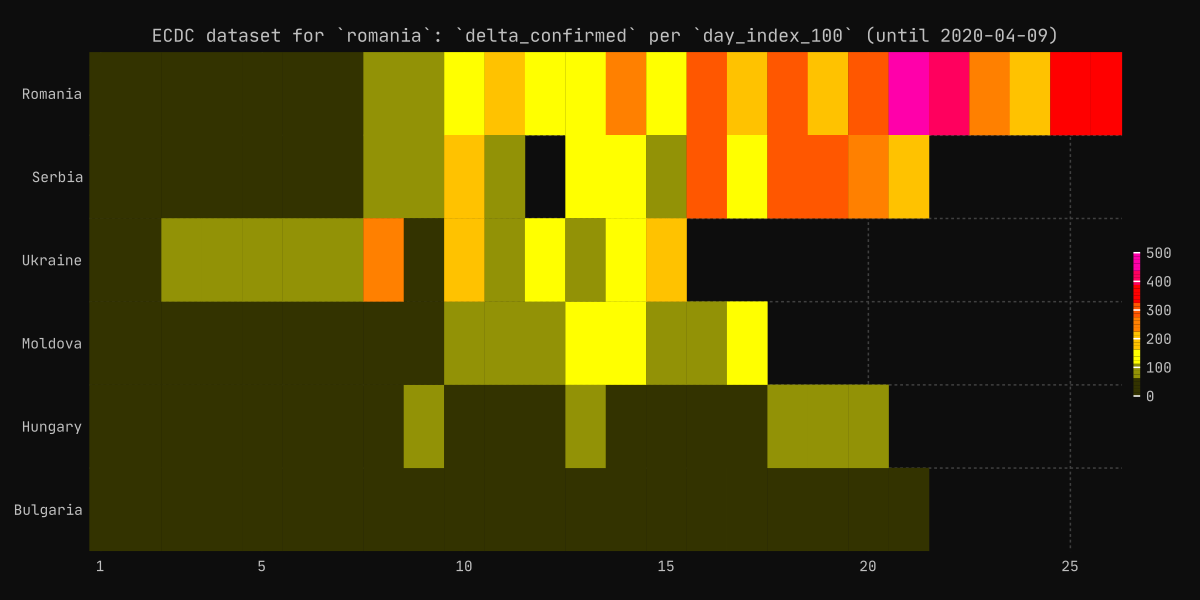 ECDC dataset for `romania`: `delta_confirmed` per `day_index_100` (until 2020-04-09)
Romania
Serbia
Ukraine
Moldova
Hungary
Bulgaria
500
400
300
200
100
0
1 5 10 15 20 25